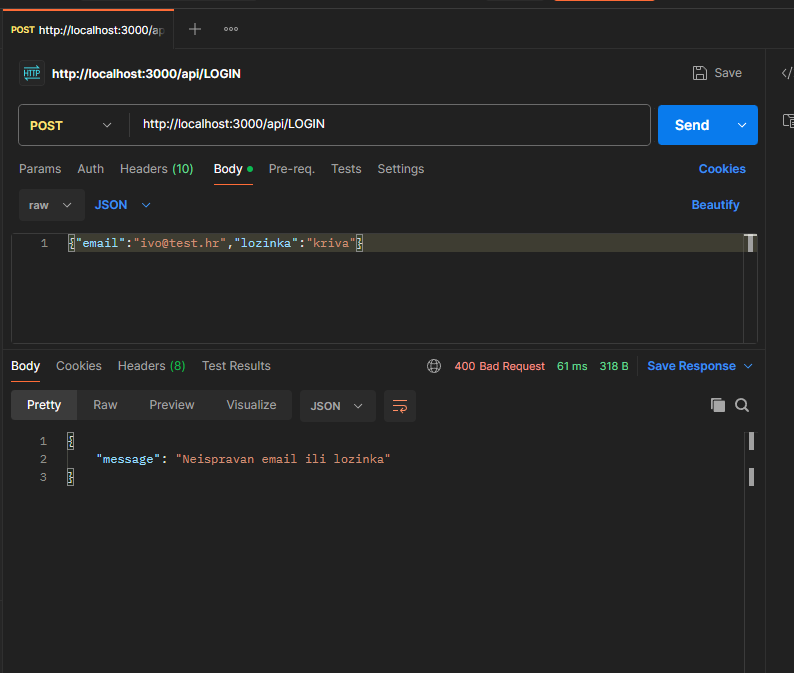 POST http://localhost:3000/ap
HTTP http://localhost:3000/api/LOGIN Save
POST http://localhost:3000/api/LOGIN Send
Params Auth Headers (10) Body Pre-req. Tests Settings Cookies
raw JSON Beautify
1 {"email":"ivo@test.hr","lozinka":"kriva"}
Body Cookies Headers (8) Test Results 400 Bad Request 61 ms 318 B Save Response
Pretty Raw Preview Visualize JSON
1 {
2 "message": "Neispravan email ili lozinka"
3 }